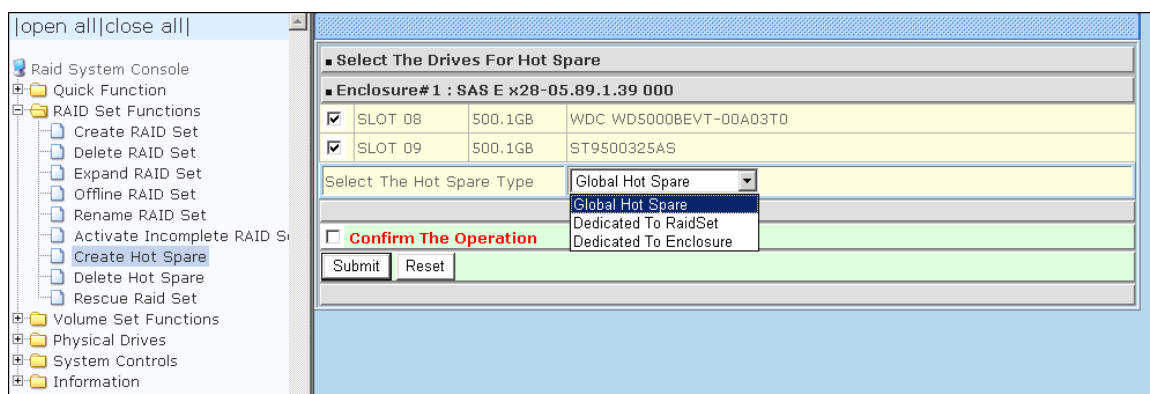 |open all|close all|
Raid System Console
Quick Function
RAID Set Functions
Create RAID Set
Delete RAID Set
Expand RAID Set
Offline RAID Set
Rename RAID Set
Activate Incomplete RAID S
Create Hot Spare
Delete Hot Spare
Rescue Raid Set
Volume Set Functions
Physical Drives
System Controls
Information
Select The Drives For Hot Spare
Enclosure#1 : SAS E x28-05.89.1.39 000
SLOT 08 500.1GB WDC WD5000BEVT-00A03T0
SLOT 09 500.1GB ST9500325AS
Select The Hot Spare Type Global Hot Spare
Global Hot Spare
Dedicated To RaidSet
Dedicated To Enclosure
Confirm The Operation
Submit Reset